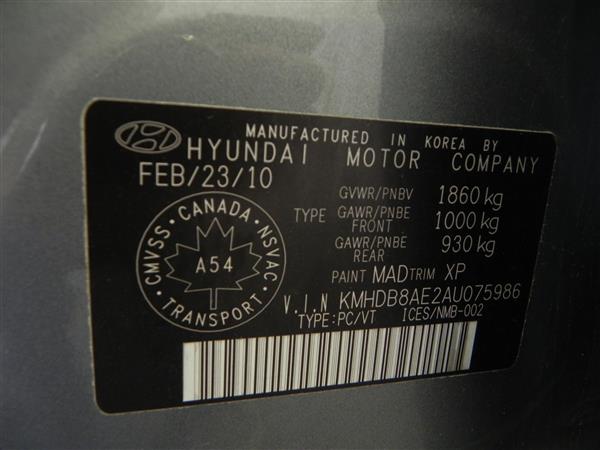 MANUFACTURED IN KOREA BY
HYUNDAI MOTOR COMPANY
FEB/23/10
GVWR/PNBV 1860 kg
TYPE GAWR/PNBE FRONT 1000 kg
GAWR/PNBE REAR 930 kg
PAINT MAD TRIM XP
CANADA
CMVSS · NSVAC
A54
TRANSPORT
V.I.N KMHDB8AE2AU075986
TYPE:PC/VT ICES/NMB-002